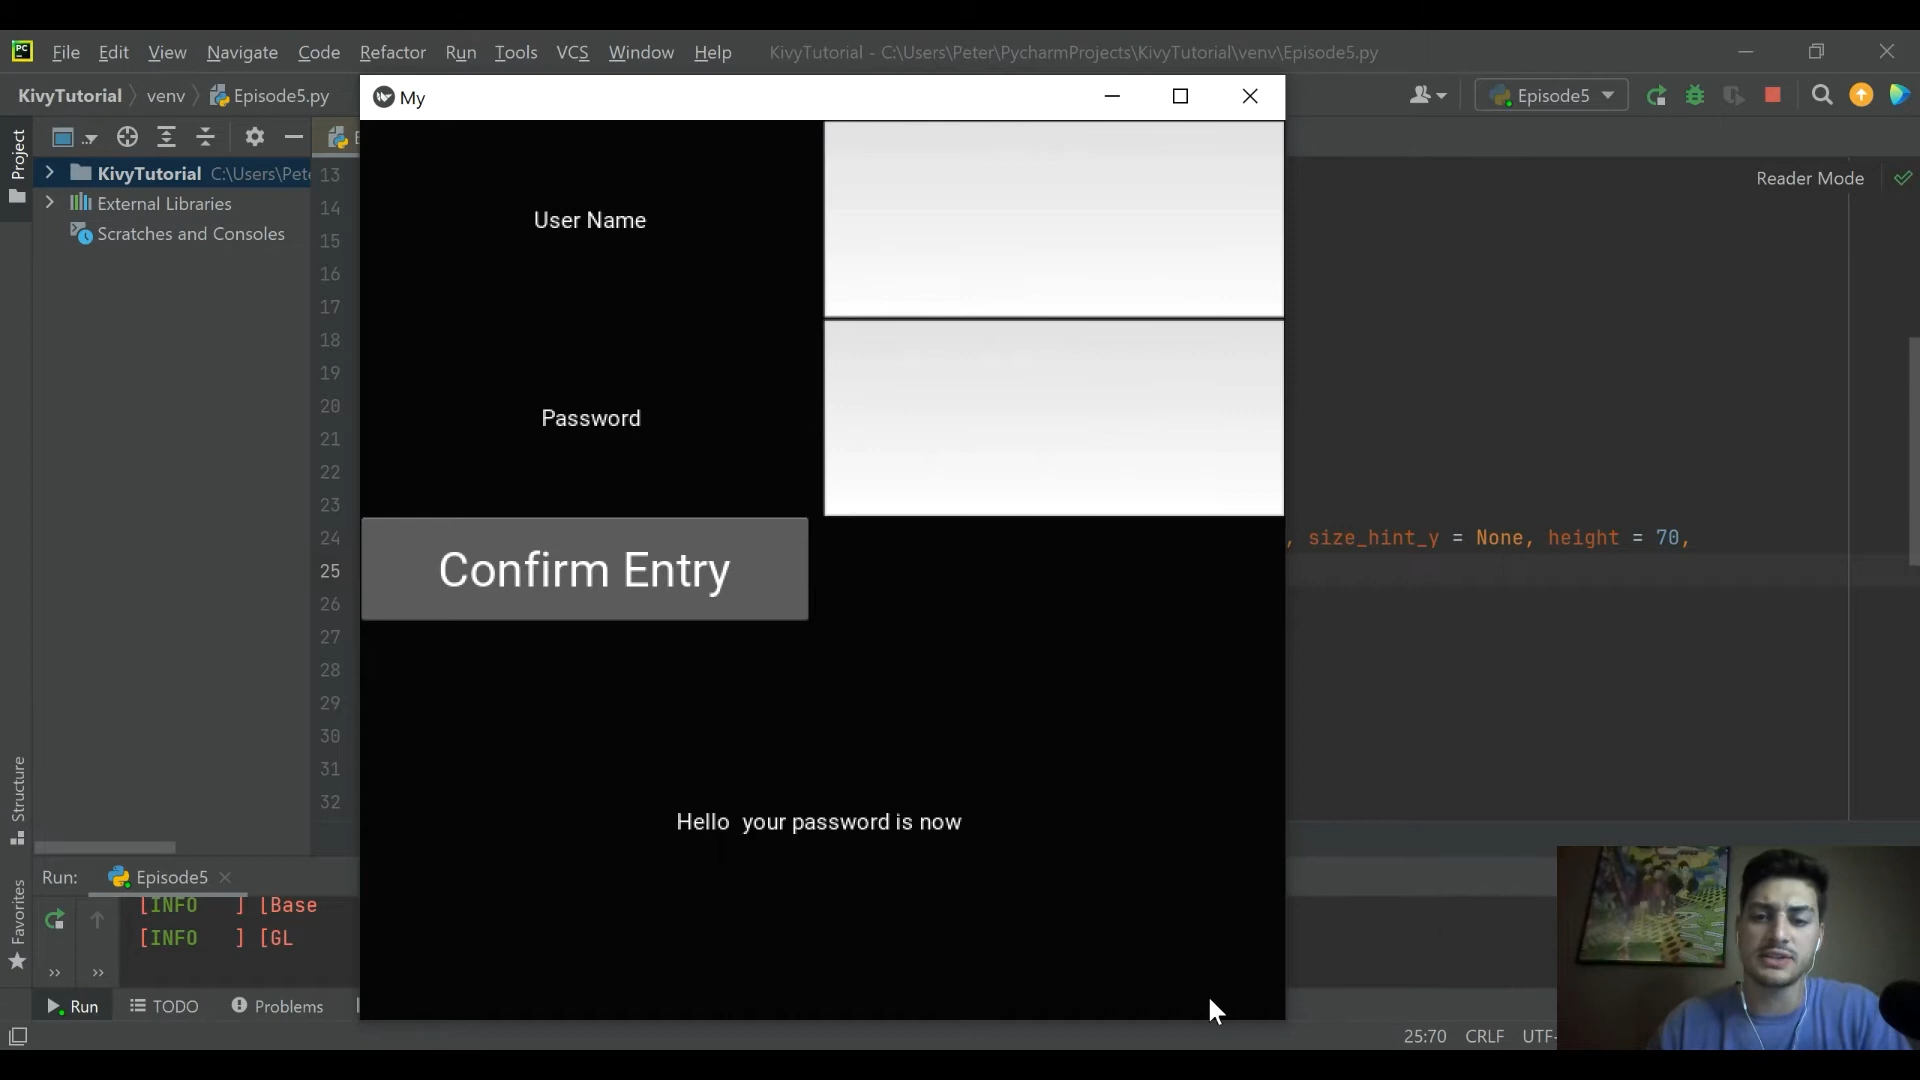 PC
File Edit View Navigate Code Refactor Run Tools VCS Window Help KivyTutorial - C:\Users\Peter\PycharmProjects\KivyTutorial\venv\Episode5.py
KivyTutorial venv Episode5.py
My
Episode5
Project
KivyTutorial C:\Users\Pete
External Libraries
Scratches and Consoles
13
14
15
16
17
18
19
20
21
22
23
24
25
26
27
28
29
30
31
32
Reader Mode
User Name
Password
Confirm Entry
, size_hint_y = None, height = 70,
Hello  your password is now
Structure
Favorites
Run: Episode5
[INFO   ] [Base
[INFO   ] [GL
Run TODO Problems
25:70 CRLF UTF-